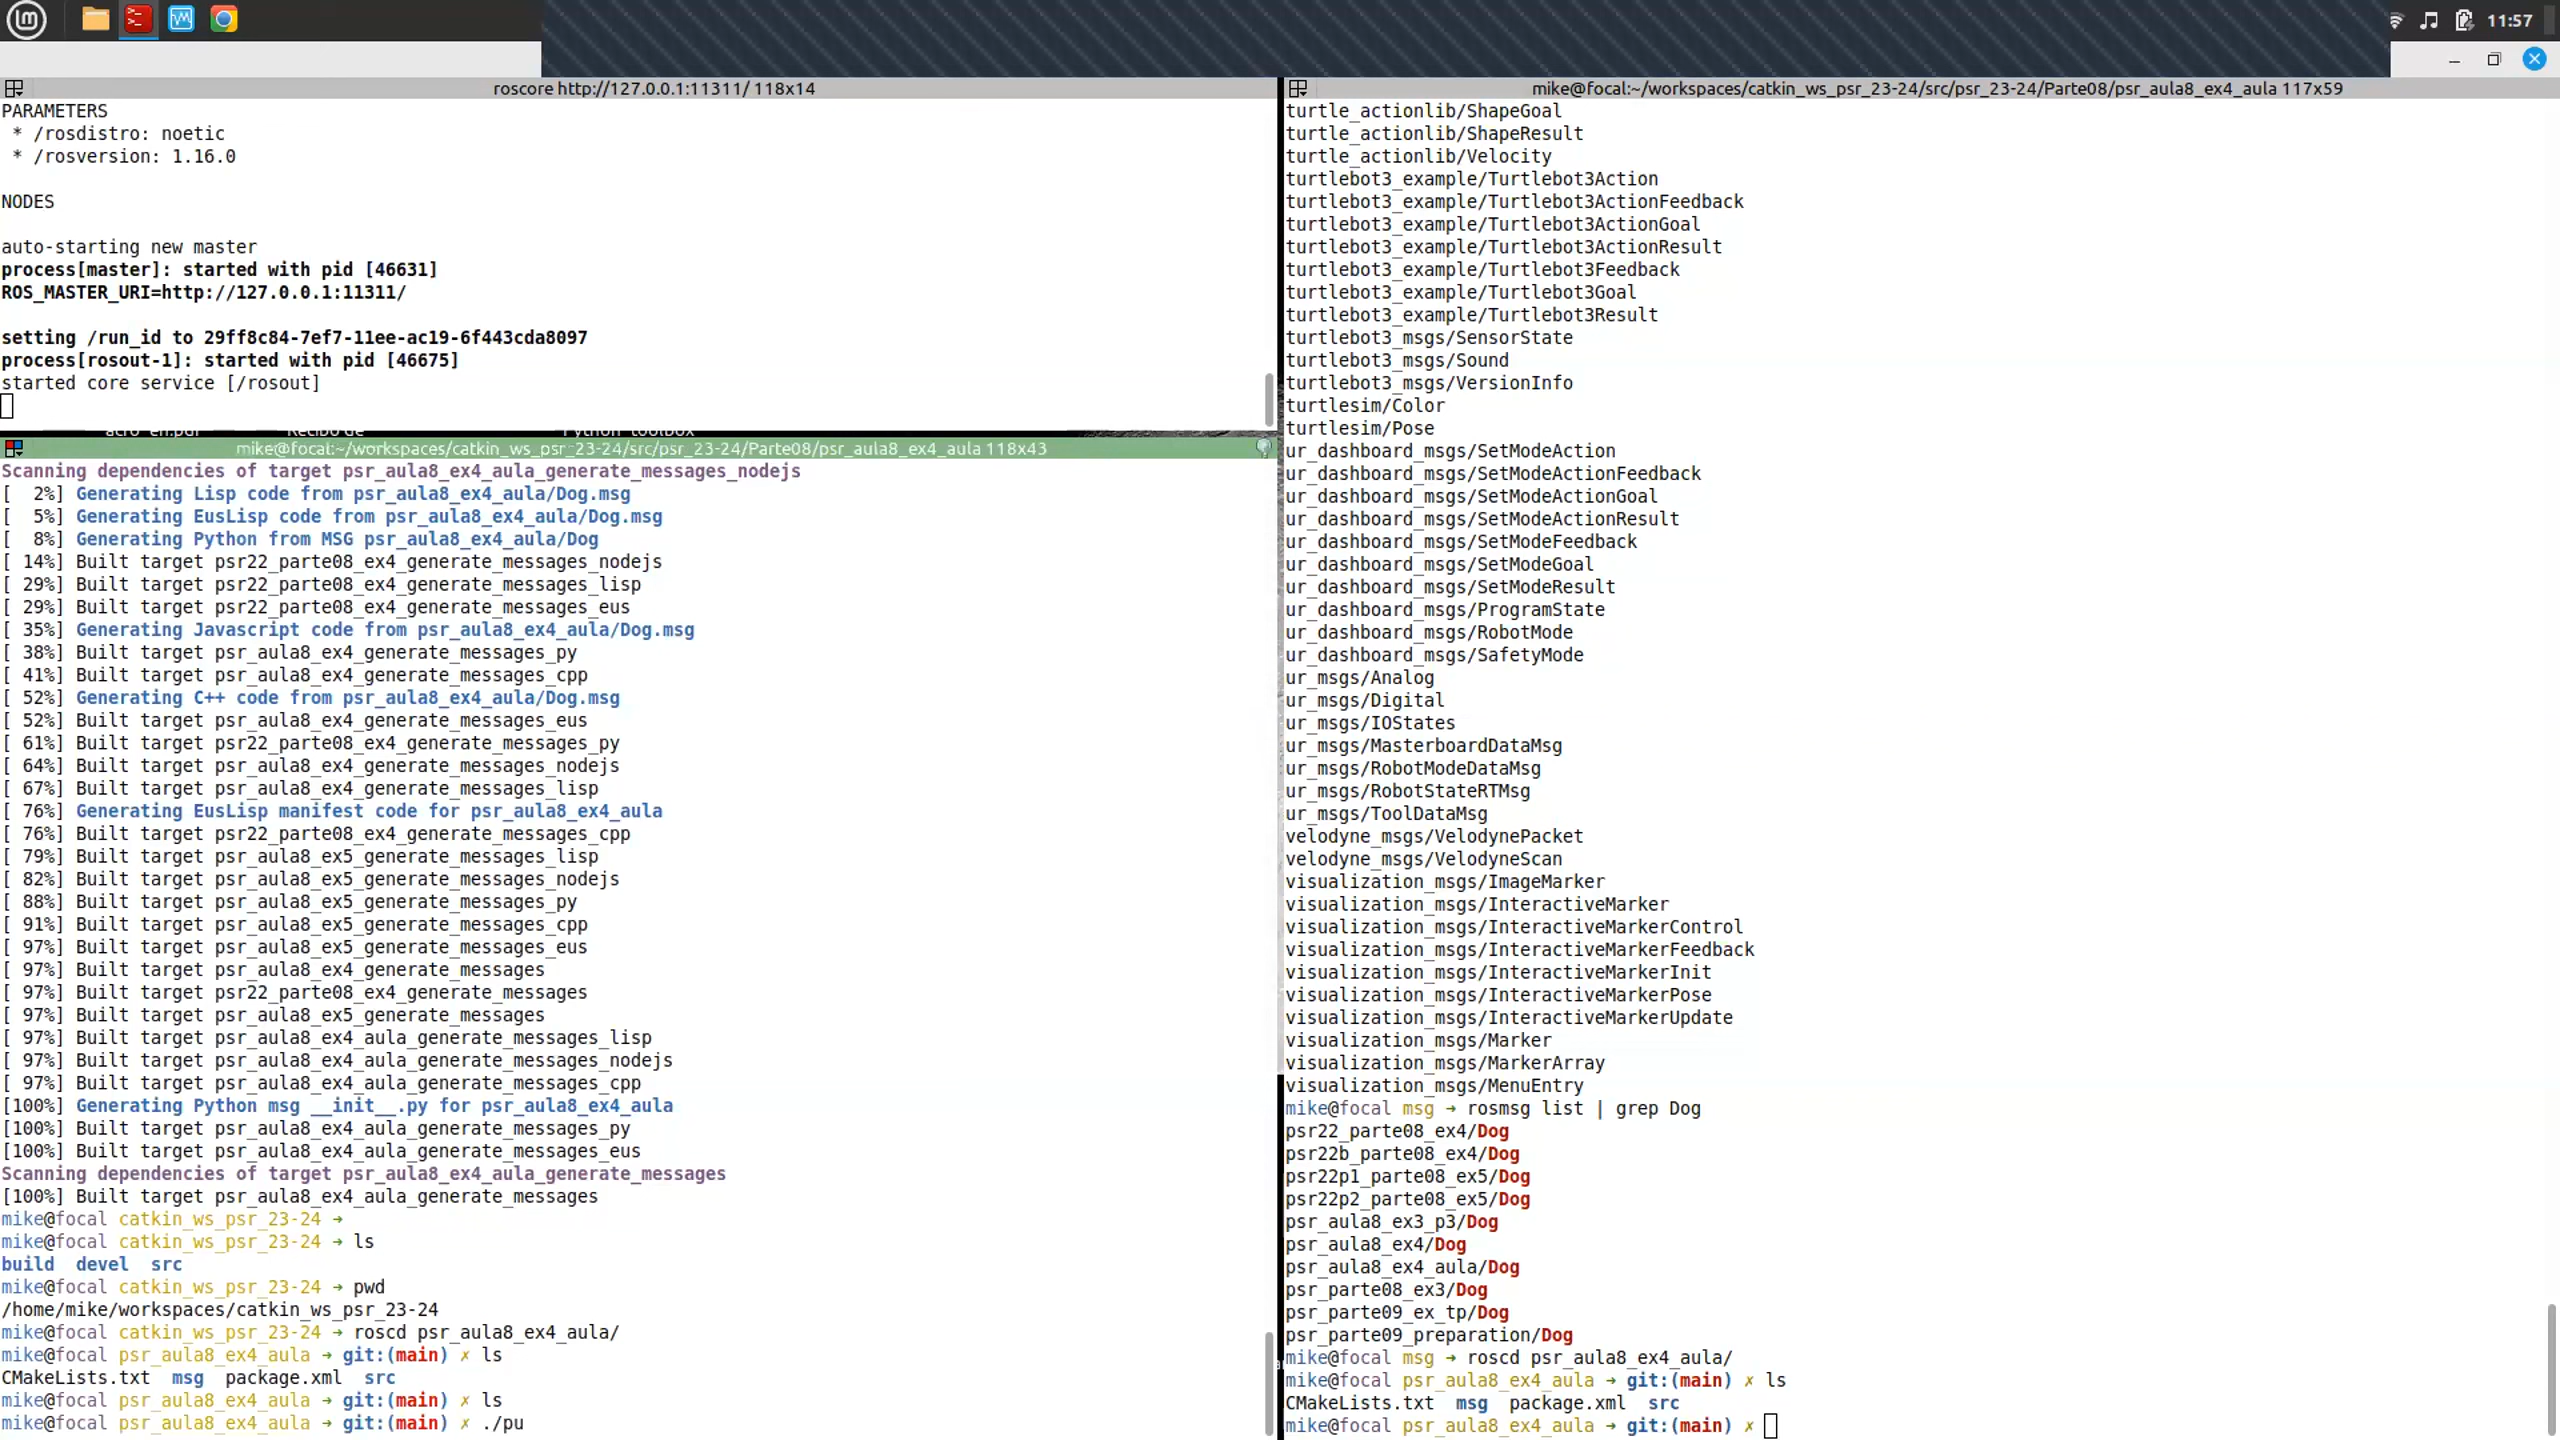 11:57
roscore http://127.0.0.1:11311/ 118x14
PARAMETERS
 * /rosdistro: noetic
 * /rosversion: 1.16.0
NODES
auto-starting new master
process[master]: started with pid [46631]
ROS_MASTER_URI=http://127.0.0.1:11311/
setting /run_id to 29ff8c84-7ef7-11ee-ac19-6f443cda8097
process[rosout-1]: started with pid [46675]
started core service [/rosout]
mike@focal:~/workspaces/catkin_ws_psr_23-24/src/psr_23-24/Parte08/psr_aula8_ex4_aula 118x43
Scanning dependencies of target psr_aula8_ex4_aula_generate_messages_nodejs
[  2%] Generating Lisp code from psr_aula8_ex4_aula/Dog.msg
[  5%] Generating EusLisp code from psr_aula8_ex4_aula/Dog.msg
[  8%] Generating Python from MSG psr_aula8_ex4_aula/Dog
[ 14%] Built target psr22_parte08_ex4_generate_messages_nodejs
[ 29%] Built target psr22_parte08_ex4_generate_messages_lisp
[ 29%] Built target psr22_parte08_ex4_generate_messages_eus
[ 35%] Generating Javascript code from psr_aula8_ex4_aula/Dog.msg
[ 38%] Built target psr_aula8_ex4_generate_messages_py
[ 41%] Built target psr_aula8_ex4_generate_messages_cpp
[ 52%] Generating C++ code from psr_aula8_ex4_aula/Dog.msg
[ 52%] Built target psr_aula8_ex4_generate_messages_eus
[ 61%] Built target psr22_parte08_ex4_generate_messages_py
[ 64%] Built target psr_aula8_ex4_generate_messages_nodejs
[ 67%] Built target psr_aula8_ex4_generate_messages_lisp
[ 76%] Generating EusLisp manifest code for psr_aula8_ex4_aula
[ 76%] Built target psr22_parte08_ex4_generate_messages_cpp
[ 79%] Built target psr_aula8_ex5_generate_messages_lisp
[ 82%] Built target psr_aula8_ex5_generate_messages_nodejs
[ 88%] Built target psr_aula8_ex5_generate_messages_py
[ 91%] Built target psr_aula8_ex5_generate_messages_cpp
[ 97%] Built target psr_aula8_ex5_generate_messages_eus
[ 97%] Built target psr_aula8_ex4_generate_messages
[ 97%] Built target psr22_parte08_ex4_generate_messages
[ 97%] Built target psr_aula8_ex5_generate_messages
[ 97%] Built target psr_aula8_ex4_aula_generate_messages_lisp
[ 97%] Built target psr_aula8_ex4_aula_generate_messages_nodejs
[ 97%] Built target psr_aula8_ex4_aula_generate_messages_cpp
[100%] Generating Python msg __init__.py for psr_aula8_ex4_aula
[100%] Built target psr_aula8_ex4_aula_generate_messages_py
[100%] Built target psr_aula8_ex4_aula_generate_messages_eus
Scanning dependencies of target psr_aula8_ex4_aula_generate_messages
[100%] Built target psr_aula8_ex4_aula_generate_messages
mike@focal catkin_ws_psr_23-24 →
mike@focal catkin_ws_psr_23-24 → ls
build  devel  src
mike@focal catkin_ws_psr_23-24 → pwd
/home/mike/workspaces/catkin_ws_psr_23-24
mike@focal catkin_ws_psr_23-24 → roscd psr_aula8_ex4_aula/
mike@focal psr_aula8_ex4_aula → git:(main) ✗ ls
CMakeLists.txt  msg  package.xml  src
mike@focal psr_aula8_ex4_aula → git:(main) ✗ ls
mike@focal psr_aula8_ex4_aula → git:(main) ✗ ./pu
mike@focal:~/workspaces/catkin_ws_psr_23-24/src/psr_23-24/Parte08/psr_aula8_ex4_aula 117x59
turtle_actionlib/ShapeGoal
turtle_actionlib/ShapeResult
turtle_actionlib/Velocity
turtlebot3_example/Turtlebot3Action
turtlebot3_example/Turtlebot3ActionFeedback
turtlebot3_example/Turtlebot3ActionGoal
turtlebot3_example/Turtlebot3ActionResult
turtlebot3_example/Turtlebot3Feedback
turtlebot3_example/Turtlebot3Goal
turtlebot3_example/Turtlebot3Result
turtlebot3_msgs/SensorState
turtlebot3_msgs/Sound
turtlebot3_msgs/VersionInfo
turtlesim/Color
turtlesim/Pose
ur_dashboard_msgs/SetModeAction
ur_dashboard_msgs/SetModeActionFeedback
ur_dashboard_msgs/SetModeActionGoal
ur_dashboard_msgs/SetModeActionResult
ur_dashboard_msgs/SetModeFeedback
ur_dashboard_msgs/SetModeGoal
ur_dashboard_msgs/SetModeResult
ur_dashboard_msgs/ProgramState
ur_dashboard_msgs/RobotMode
ur_dashboard_msgs/SafetyMode
ur_msgs/Analog
ur_msgs/Digital
ur_msgs/IOStates
ur_msgs/MasterboardDataMsg
ur_msgs/RobotModeDataMsg
ur_msgs/RobotStateRTMsg
ur_msgs/ToolDataMsg
velodyne_msgs/VelodynePacket
velodyne_msgs/VelodyneScan
visualization_msgs/ImageMarker
visualization_msgs/InteractiveMarker
visualization_msgs/InteractiveMarkerControl
visualization_msgs/InteractiveMarkerFeedback
visualization_msgs/InteractiveMarkerInit
visualization_msgs/InteractiveMarkerPose
visualization_msgs/InteractiveMarkerUpdate
visualization_msgs/Marker
visualization_msgs/MarkerArray
visualization_msgs/MenuEntry
mike@focal msg → rosmsg list | grep Dog
psr22_parte08_ex4/Dog
psr22b_parte08_ex4/Dog
psr22p1_parte08_ex5/Dog
psr22p2_parte08_ex5/Dog
psr_aula8_ex3_p3/Dog
psr_aula8_ex4/Dog
psr_aula8_ex4_aula/Dog
psr_parte08_ex3/Dog
psr_parte09_ex_tp/Dog
psr_parte09_preparation/Dog
mike@focal msg → roscd psr_aula8_ex4_aula/
mike@focal psr_aula8_ex4_aula → git:(main) ✗ ls
CMakeLists.txt  msg  package.xml  src
mike@focal psr_aula8_ex4_aula → git:(main) ✗